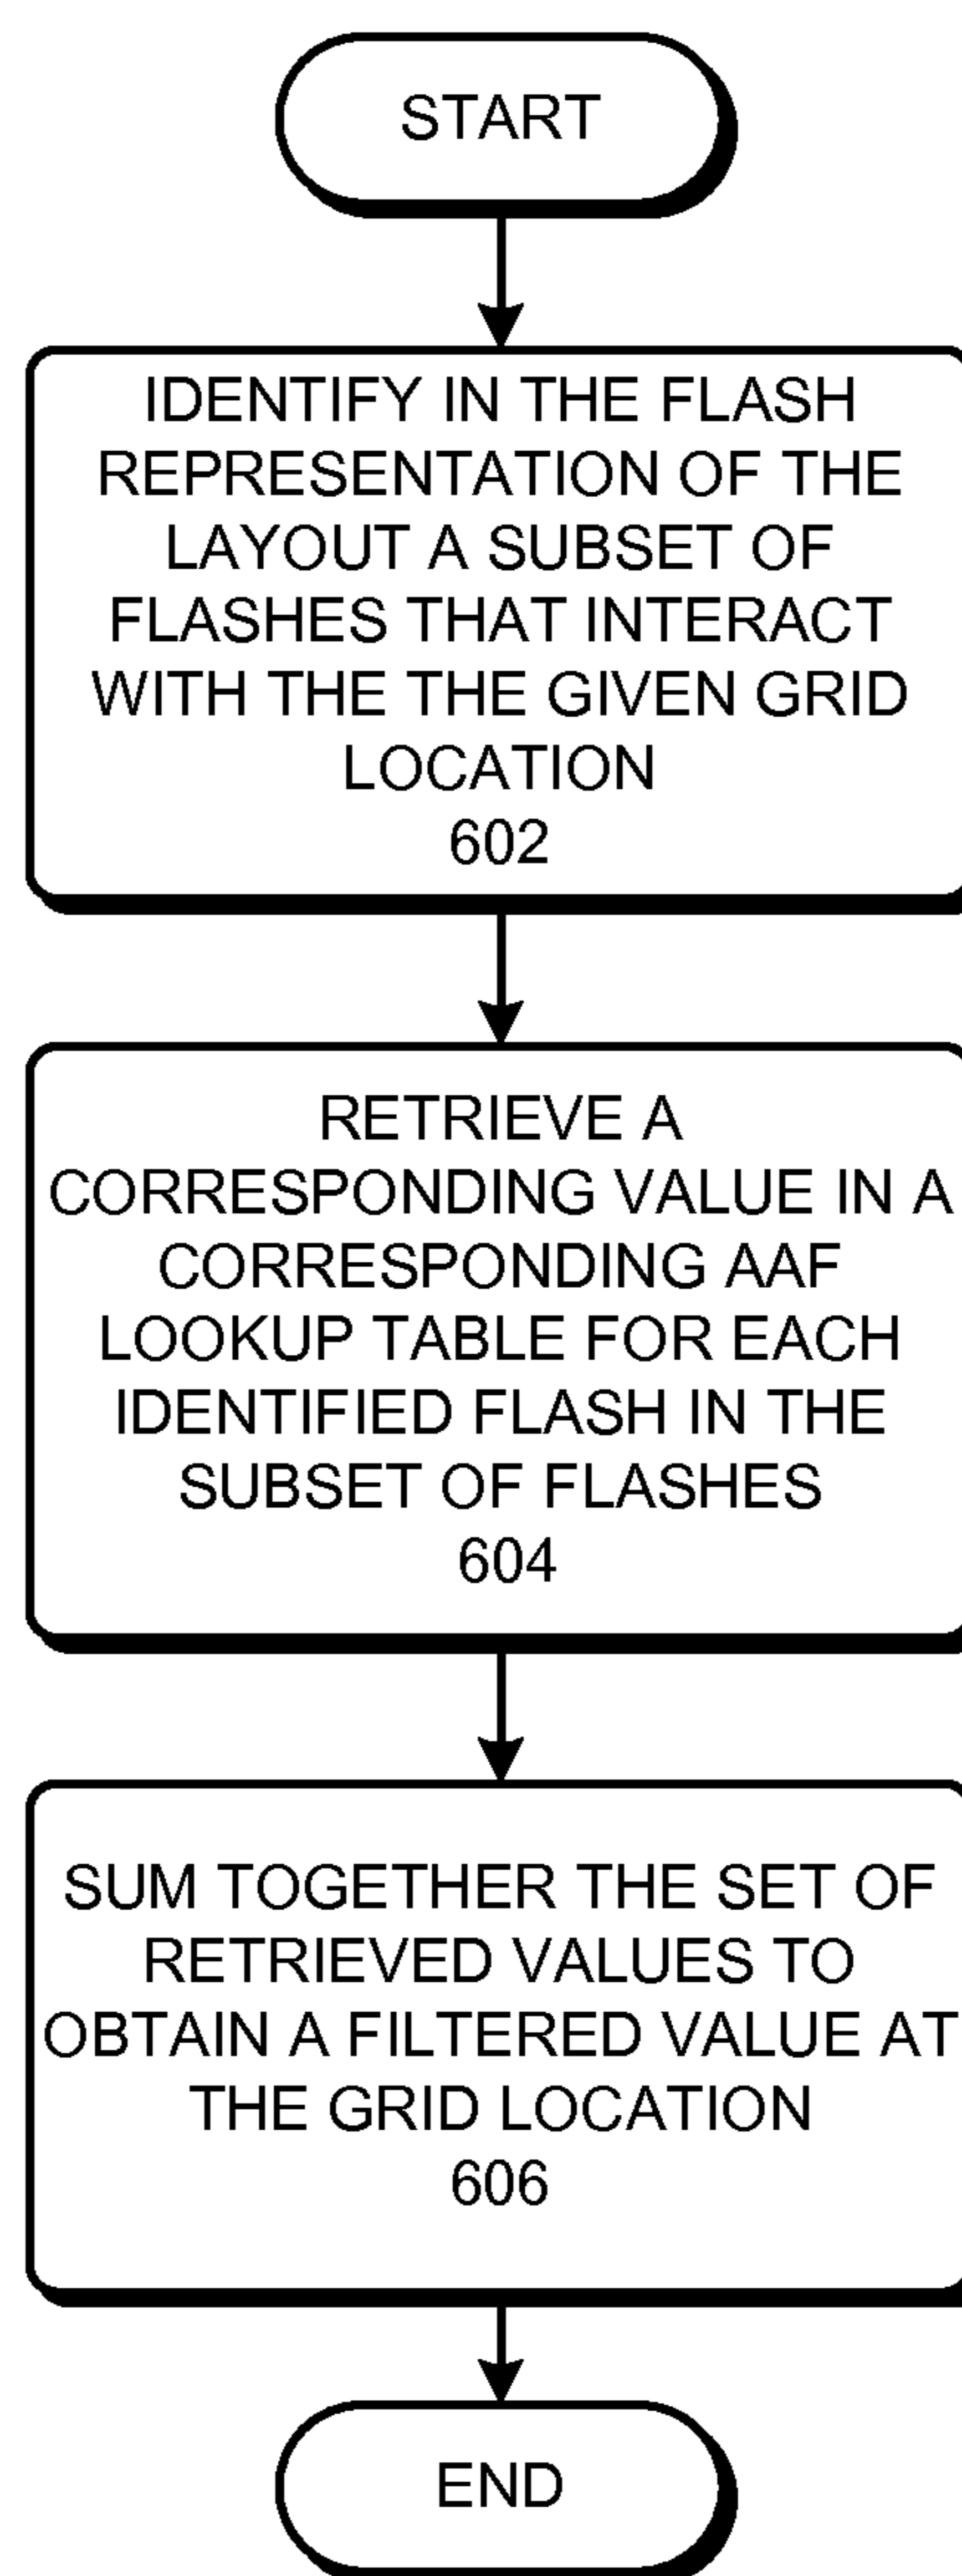 START
IDENTIFY IN THE FLASH
REPRESENTATION OF THE
LAYOUT A SUBSET OF
FLASHES THAT INTERACT
WITH THE THE GIVEN GRID
LOCATION
602
RETRIEVE A
CORRESPONDING VALUE IN A
CORRESPONDING AAF
LOOKUP TABLE FOR EACH
IDENTIFIED FLASH IN THE
SUBSET OF FLASHES
604
SUM TOGETHER THE SET OF
RETRIEVED VALUES TO
OBTAIN A FILTERED VALUE AT
THE GRID LOCATION
606
END